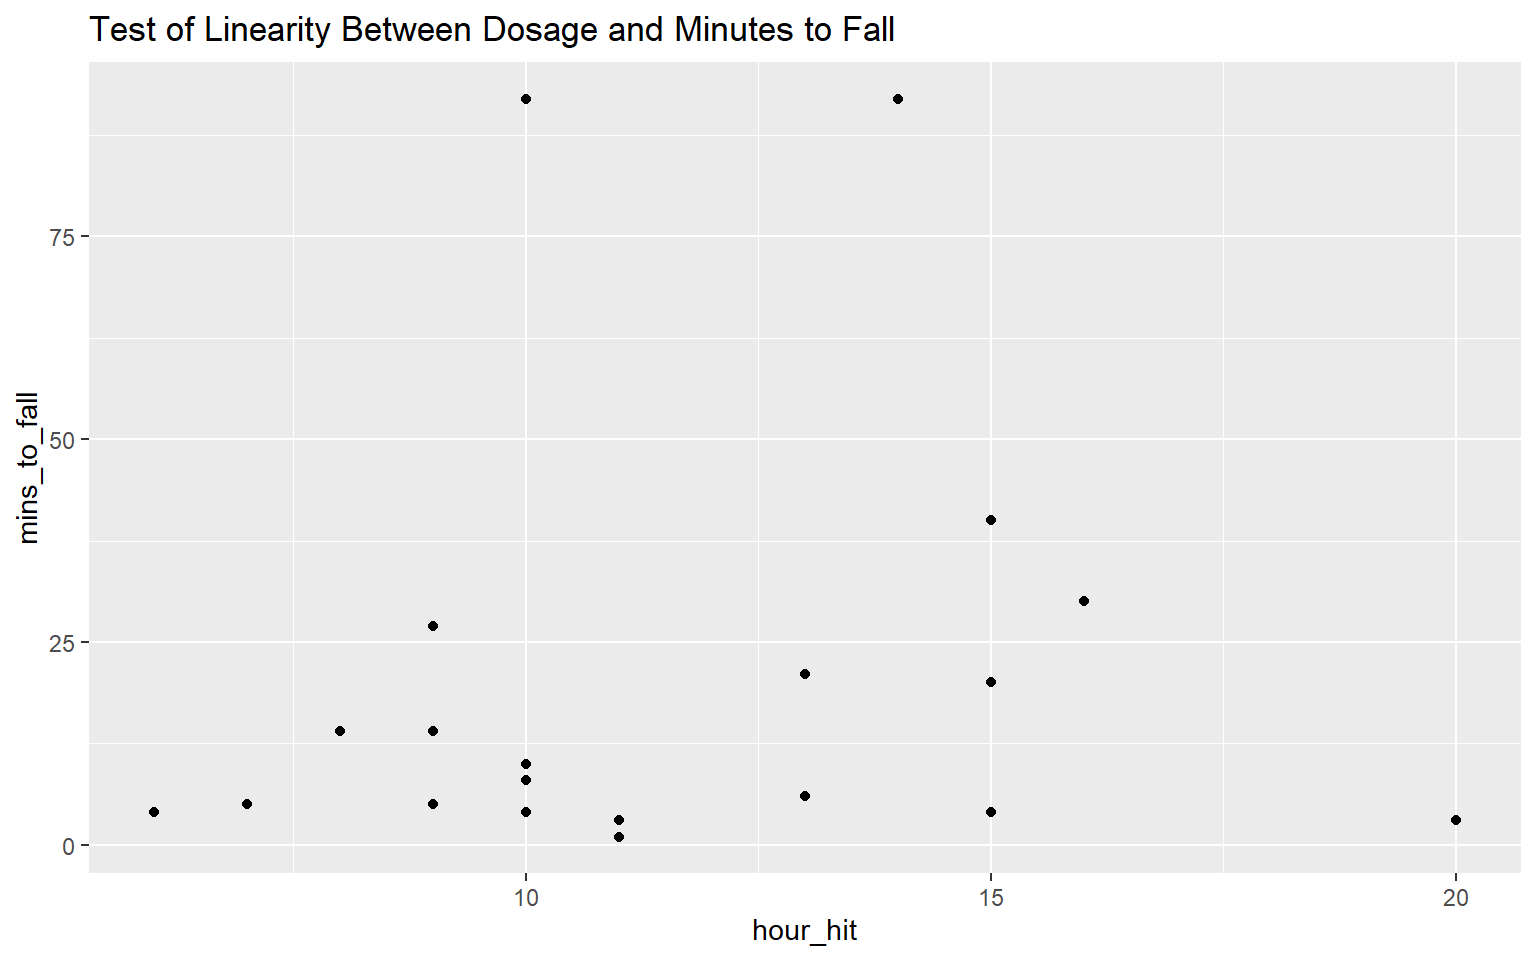 Test of Linearity Between Dosage and Minutes to Fall
mins_to_fall
75
50
25
0
10 15 20
hour_hit